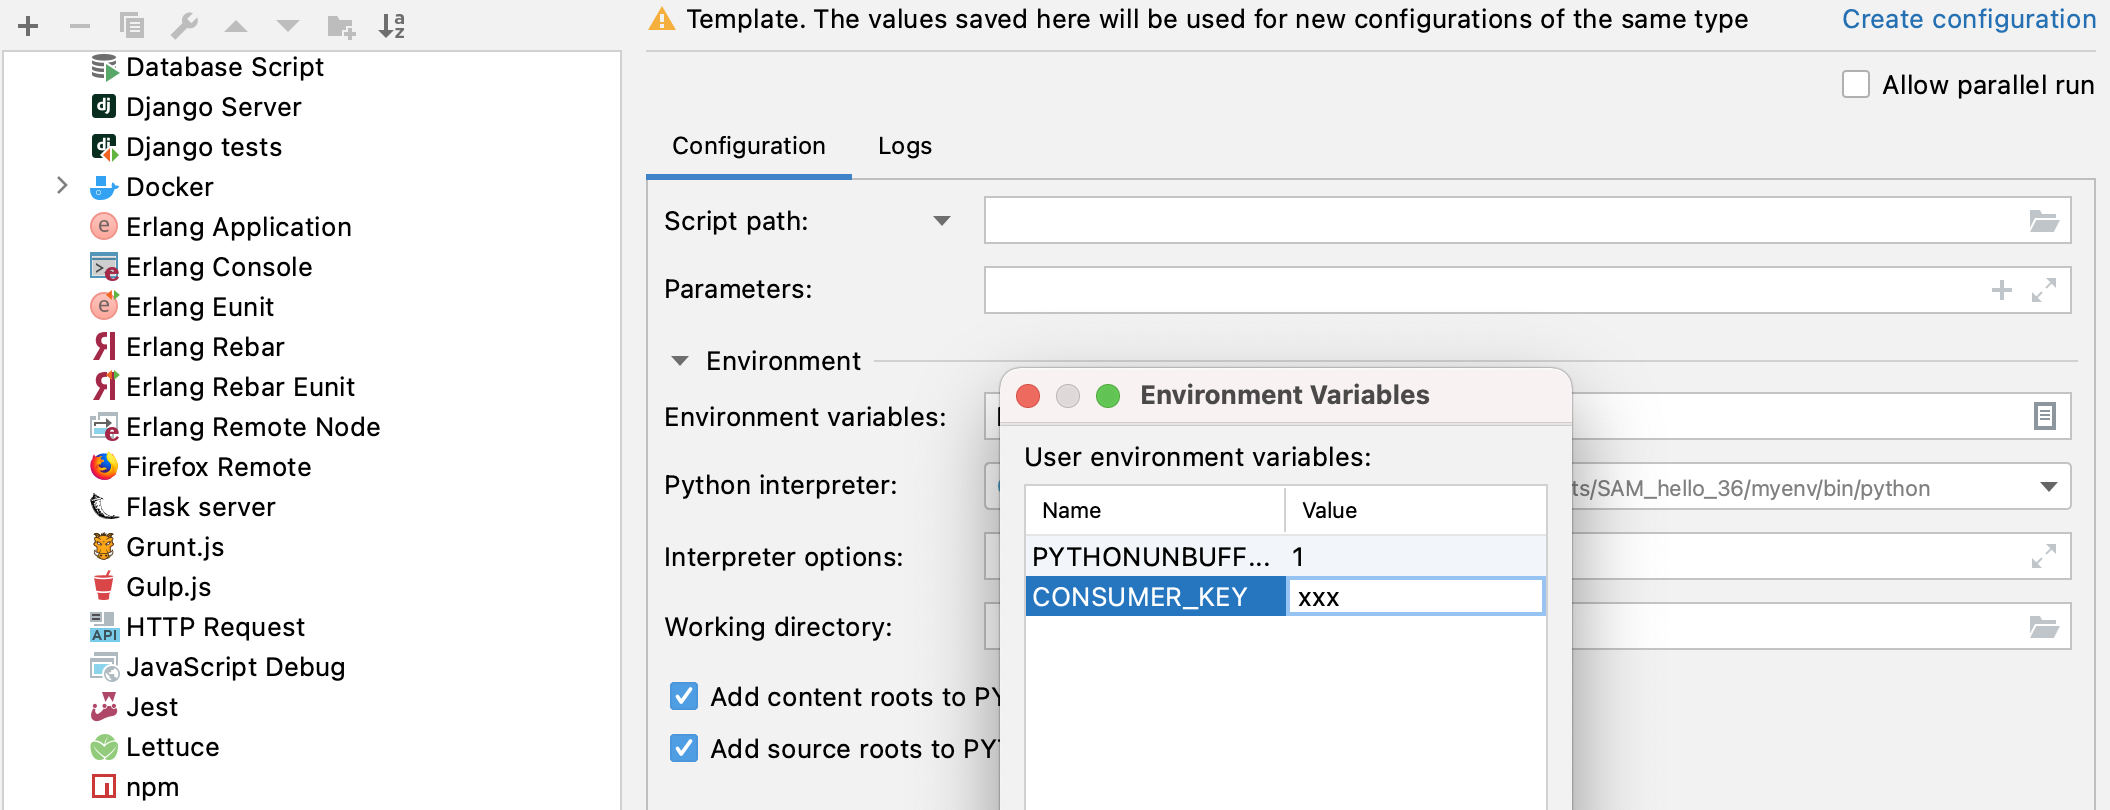 Template. The values saved here will be used for new configurations of the same type
Create configuration
Allow parallel run
Database Script
Django Server
Django tests
Docker
Erlang Application
Erlang Console
Erlang Eunit
Erlang Rebar
Erlang Rebar Eunit
Erlang Remote Node
Firefox Remote
Flask server
Grunt.js
Gulp.js
HTTP Request
JavaScript Debug
Jest
Lettuce
npm
Configuration
Logs
Script path:
Parameters:
Environment
Environment variables:
Python interpreter:
ts/SAM_hello_36/myenv/bin/python
Interpreter options:
Working directory:
Add content roots to PY
Add source roots to PY
Environment Variables
User environment variables:
Name Value
PYTHONUNBUFF... 1
CONSUMER_KEY xxx